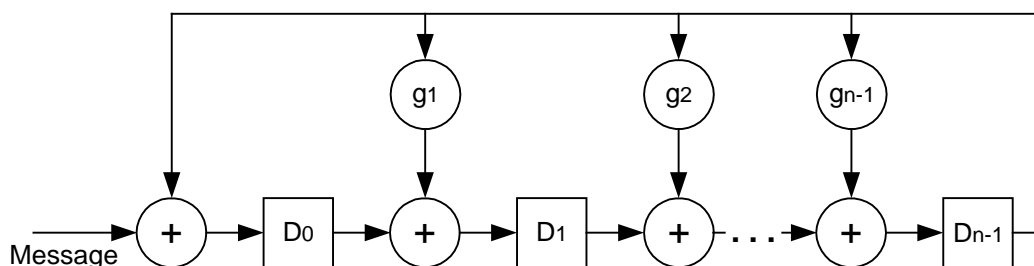 g1 g2 gn-1
+ D0 + D1 + ... + Dn-1
Message